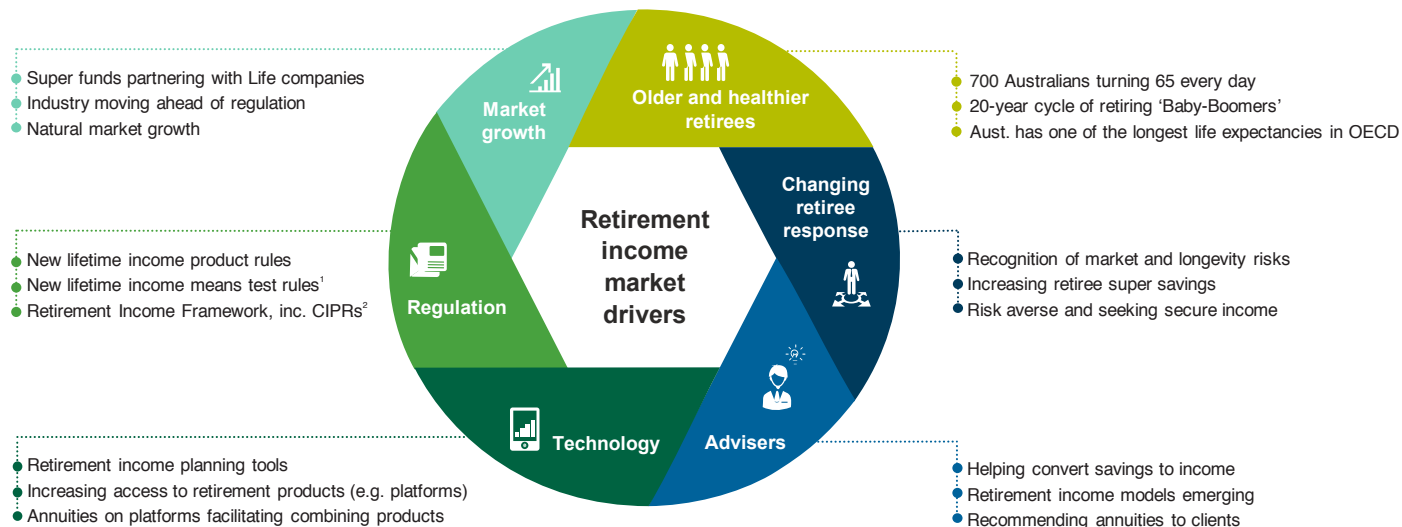 Super funds partnering with Life companies
Industry moving ahead of regulation
Natural market growth
Market
growth
Older and healthier
retirees
700 Australians turning 65 every day
20-year cycle of retiring ‘Baby-Boomers’
Aust. has one of the longest life expectancies in OECD
New lifetime income product rules
New lifetime income means test rules¹
Retirement Income Framework, inc. CIPRs²
Regulation
Retirement
income
market
drivers
Changing
retiree
response
Recognition of market and longevity risks
Increasing retiree super savings
Risk averse and seeking secure income
Retirement income planning tools
Increasing access to retirement products (e.g. platforms)
Annuities on platforms facilitating combining products
Technology
Advisers
Helping convert savings to income
Retirement income models emerging
Recommending annuities to clients